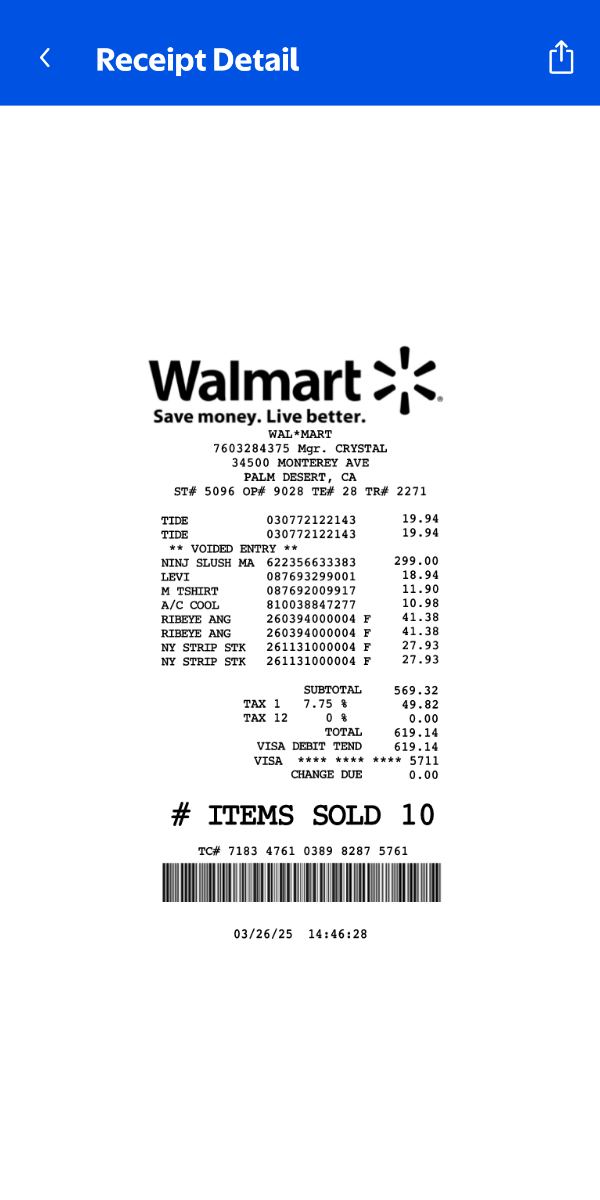 Receipt Detail
Walmart
Save money. Live better.
WAL*MART
7603284375 Mgr. CRYSTAL
34500 MONTEREY AVE
PALM DESERT, CA
ST# 5096 OP# 9028 TE# 28 TR# 2271
TIDE 030772122143 19.94
TIDE 030772122143 19.94
** VOIDED ENTRY **
NINJ SLUSH MA 622356633383 299.00
LEVI 087693299001 18.94
M TSHIRT 087692009917 11.90
A/C COOL 810038847277 10.98
RIBEYE ANG 260394000004 F 41.38
RIBEYE ANG 260394000004 F 41.38
NY STRIP STK 261131000004 F 27.93
NY STRIP STK 261131000004 F 27.93
SUBTOTAL 569.32
TAX 1 7.75 % 49.82
TAX 12 0 % 0.00
TOTAL 619.14
VISA DEBIT TEND 619.14
VISA **** **** **** 5711
CHANGE DUE 0.00
# ITEMS SOLD 10
TC# 7183 4761 0389 8287 5761
03/26/25 14:46:28